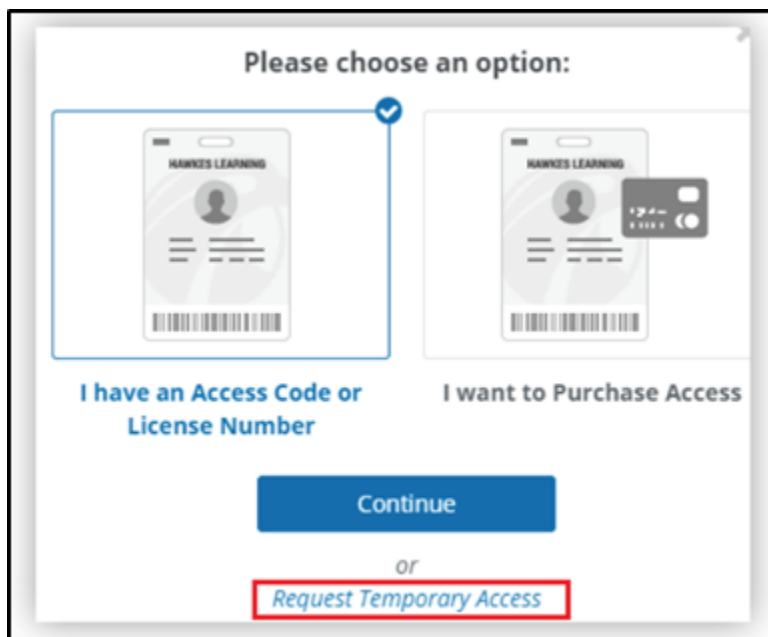 Please choose an option:
HAWKES LEARNING
HAWKES LEARNING
I have an Access Code or
License Number
I want to Purchase Access
Continue
or
Request Temporary Access